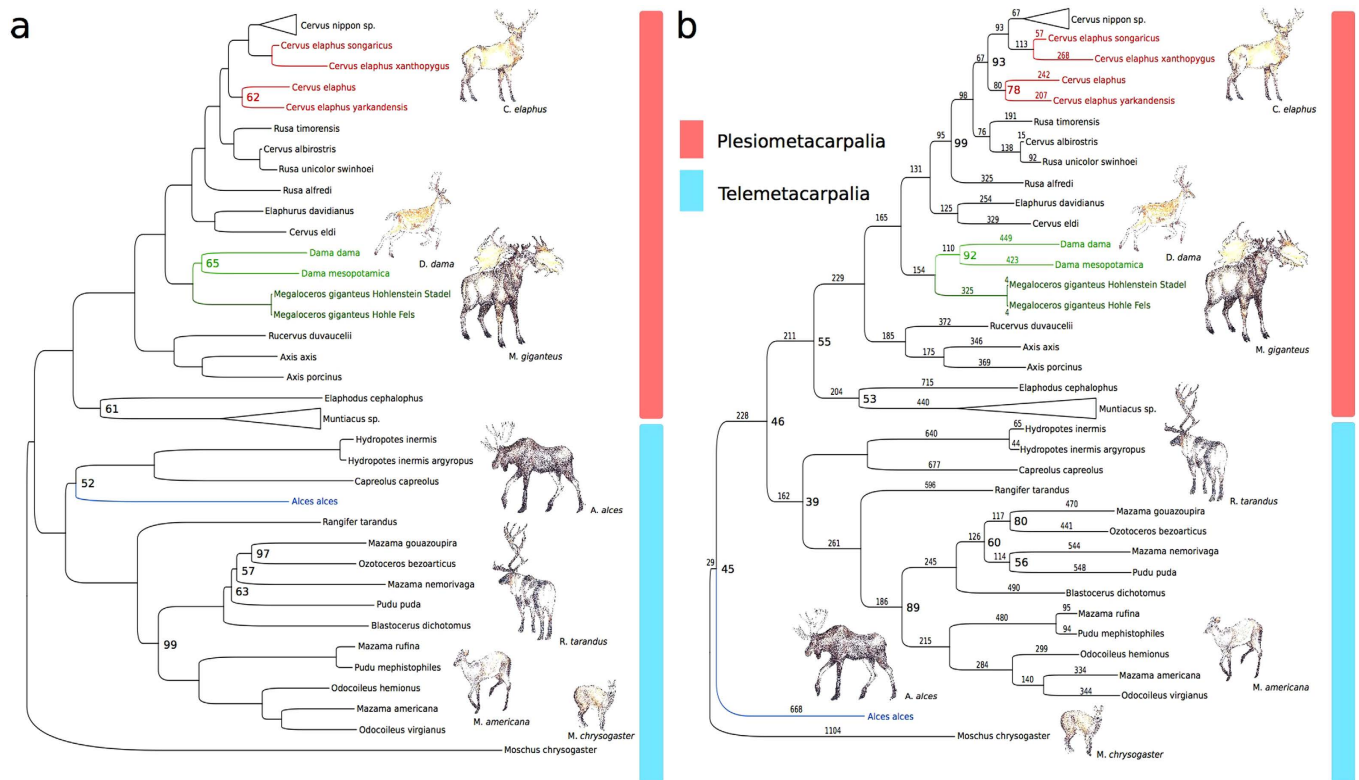 a
Cervus nippon sp.
Cervus elaphus songaricus
Cervus elaphus xanthopygus
Cervus elaphus
62
Cervus elaphus yarkandensis
C. elaphus
Rusa timorensis
Cervus albirostris
Rusa unicolor swinhoei
Rusa alfredi
Elaphurus davidianus
Cervus eldi
D. dama
Dama dama
65
Dama mesopotamica
Megaloceros giganteus Hohlenstein Stadel
Megaloceros giganteus Hohle Fels
Rucervus duvaucelii
M. giganteus
Axis axis
Axis porcinus
Elaphodus cephalophus
61
Muntiacus sp.
Hydropotes inermis
Hydropotes inermis argyropus
Capreolus capreolus
52
Alces alces
A. alces
Rangifer tarandus
Mazama gouazoupira
97
Ozotoceros bezoarticus
57
Mazama nemorivaga
63
Pudu puda
Blastocerus dichotomus
R. tarandus
99
Mazama rufina
Pudu mephistophiles
Odocoileus hemionus
Mazama americana
M. americana
Odocoileus virgianus
M. chrysogaster
Moschus chrysogaster
Plesiometacarpalia
Telemetacarpalia
b
67
Cervus nippon sp.
93
57
Cervus elaphus songaricus
113
268
Cervus elaphus xanthopygus
67
93
242
Cervus elaphus
80
78
207
Cervus elaphus yarkandensis
C. elaphus
98
191
Rusa timorensis
76
15
Cervus albirostris
95
99
138
92
Rusa unicolor swinhoei
131
325
Rusa alfredi
254
Elaphurus davidianus
125
329
Cervus eldi
165
449
Dama dama
110
92
423
Dama mesopotamica
D. dama
154
4
Megaloceros giganteus Hohlenstein Stadel
325
Megaloceros giganteus Hohle Fels
4
229
372
Rucervus duvaucelii
185
346
Axis axis
175
369
Axis porcinus
M. giganteus
211
55
715
Elaphodus cephalophus
204
53
440
Muntiacus sp.
228
46
65
Hydropotes inermis
640
44
Hydropotes inermis argyropus
677
Capreolus capreolus
162
39
596
Rangifer tarandus
R. tarandus
470
Mazama gouazoupira
117
80
441
Ozotoceros bezoarticus
126
60
544
Mazama nemorivaga
114
56
548
Pudu puda
261
245
490
Blastocerus dichotomus
29
45
186
89
95
Mazama rufina
480
94
Pudu mephistophiles
215
299
Odocoileus hemionus
284
334
Mazama americana
140
344
Odocoileus virgianus
M. americana
A. alces
668
Alces alces
1104
Moschus chrysogaster
M. chrysogaster